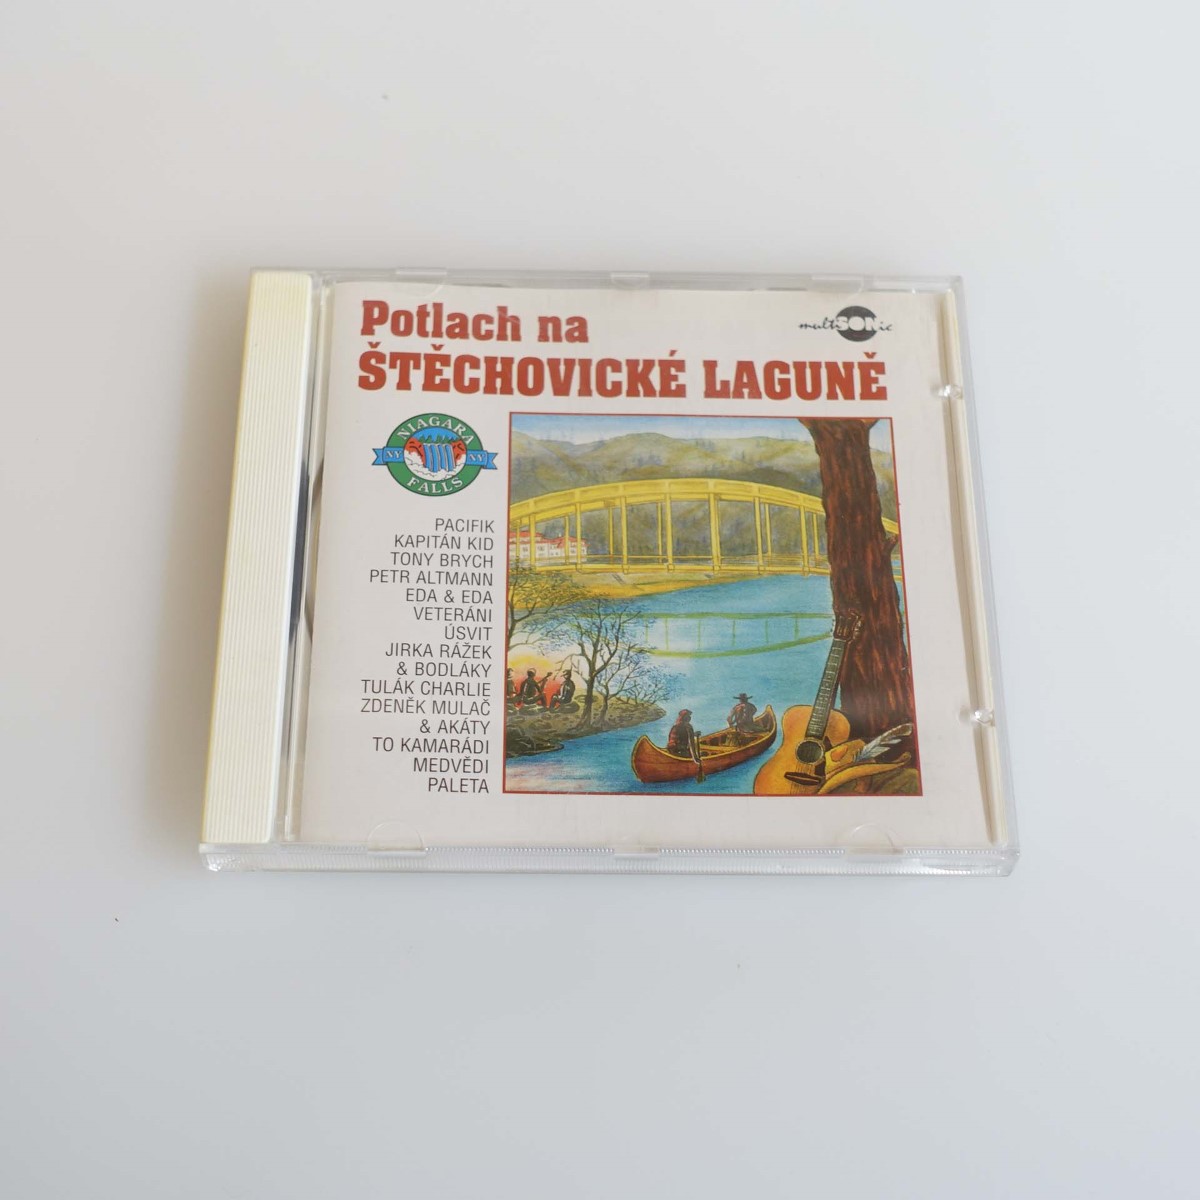 Potlach na
ŠTĚCHOVICKÉ LAGUNĚ
multiSONic
NIAGARA
NY NY
FALLS
PACIFIK
KAPITÁN KID
TONY BRYCH
PETR ALTMANN
EDA & EDA
VETERÁNI
ÚSVIT
JIRKA RÁŽEK
& BODLÁKY
TULÁK CHARLIE
ZDENĚK MULAČ
& AKÁTY
TO KAMARÁDI
MEDVĚDI
PALETA